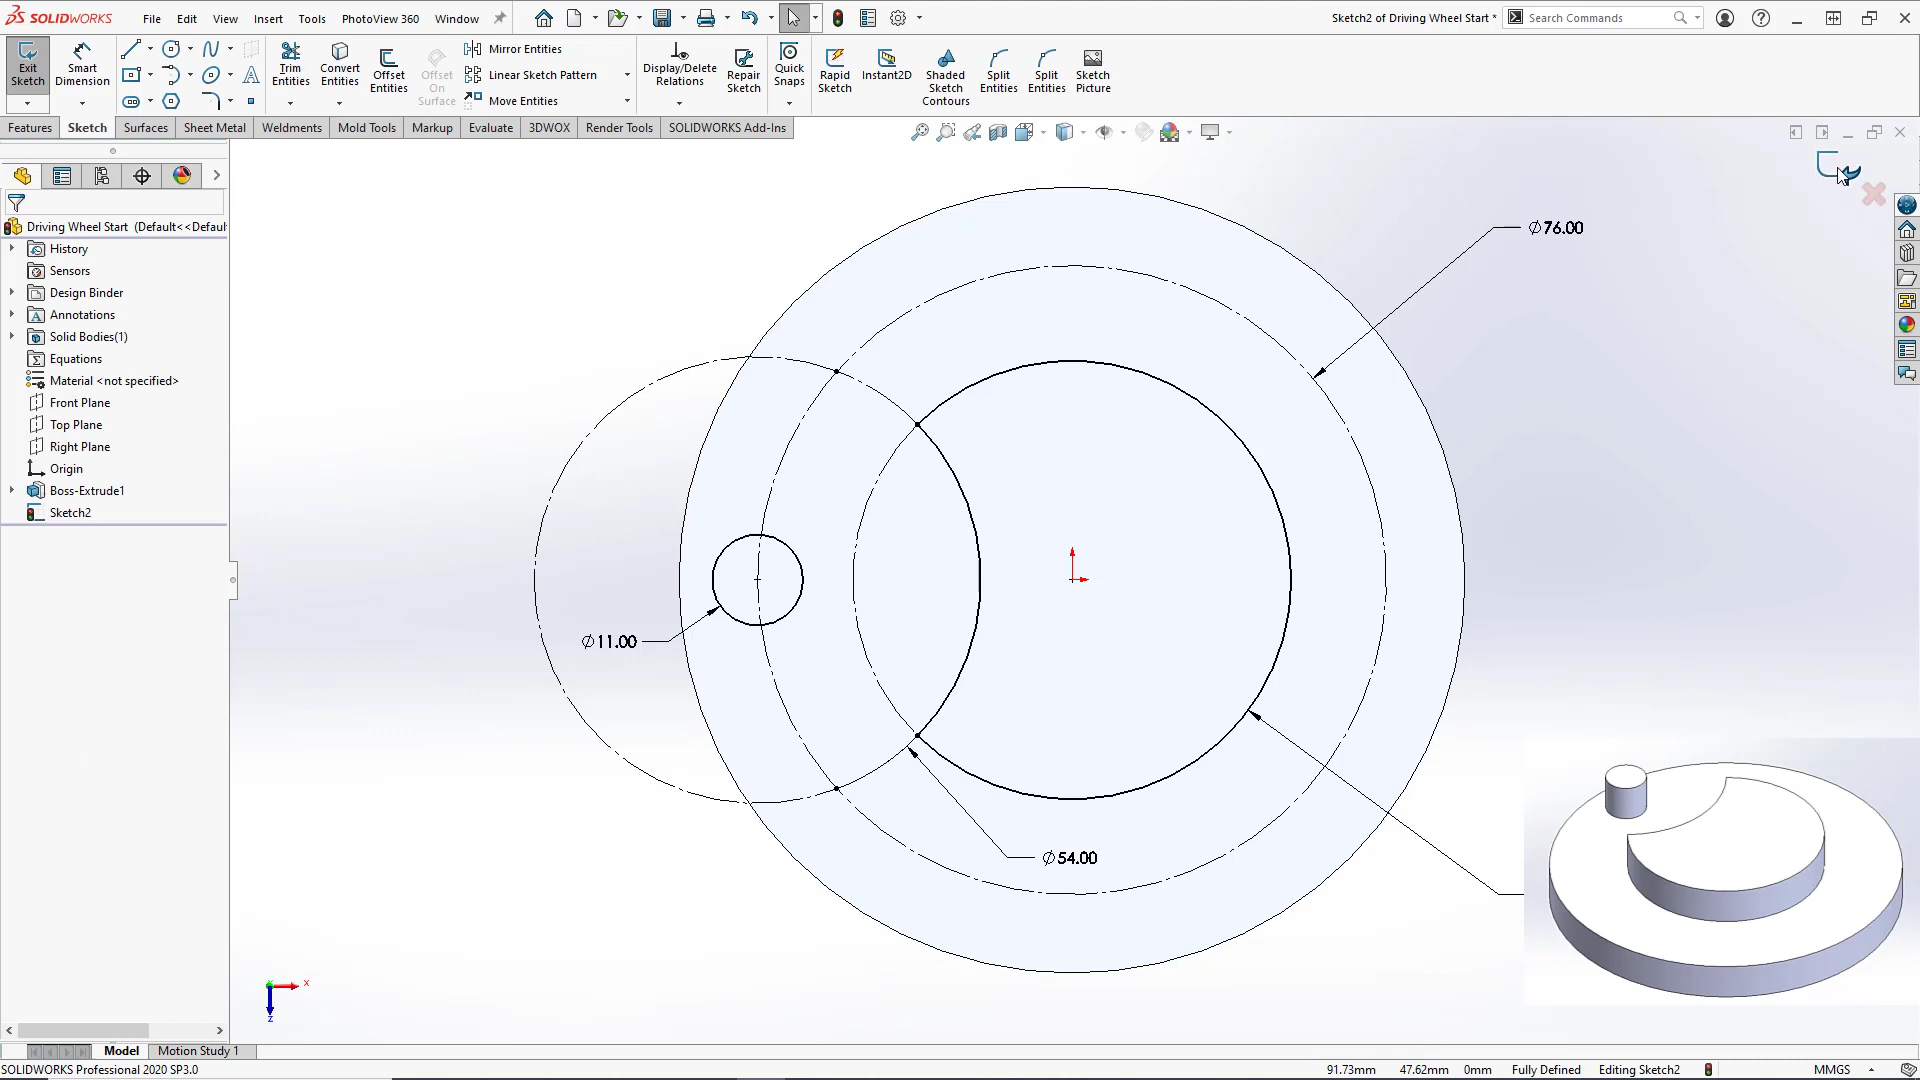 SOLIDWORKS File Edit View Insert Tools PhotoView 360 Window Sketch2 of Driving Wheel Start * Search Commands
Exit Sketch
Smart Dimension
Trim Entities
Convert Entities
Offset Entities
Offset On Surface
Mirror Entities
Linear Sketch Pattern
Move Entities
Display/Delete Relations
Repair Sketch
Quick Snaps
Rapid Sketch
Instant2D
Shaded Sketch Contours
Split Entities
Split Entities
Sketch Picture
Features Sketch Surfaces Sheet Metal Weldments Mold Tools Markup Evaluate 3DWOX Render Tools SOLIDWORKS Add-Ins
Driving Wheel Start (Default<<Defaul
History
Sensors
Design Binder
Annotations
Solid Bodies(1)
Equations
Material <not specified>
Front Plane
Top Plane
Right Plane
Origin
Boss-Extrude1
Sketch2
∅76.00
∅11.00
∅54.00
x
z
Model Motion Study 1
SOLIDWORKS Professional 2020 SP3.0 91.73mm 47.62mm 0mm Fully Defined Editing Sketch2 MMGS